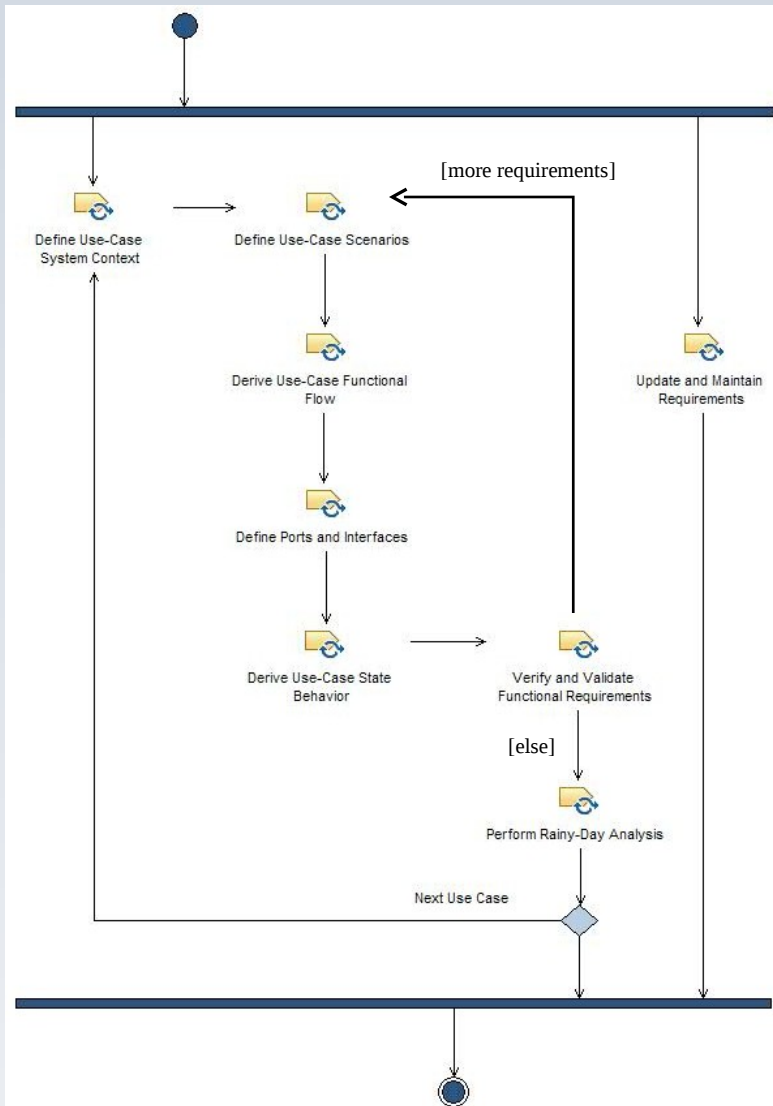 [more requirements]
Define Use-Case
System Context
Define Use-Case Scenarios
Derive Use-Case Functional
Flow
Update and Maintain
Requirements
Define Ports and Interfaces
Derive Use-Case State
Behavior
Verify and Validate
Functional Requirements
[else]
Perform Rainy-Day Analysis
Next Use Case